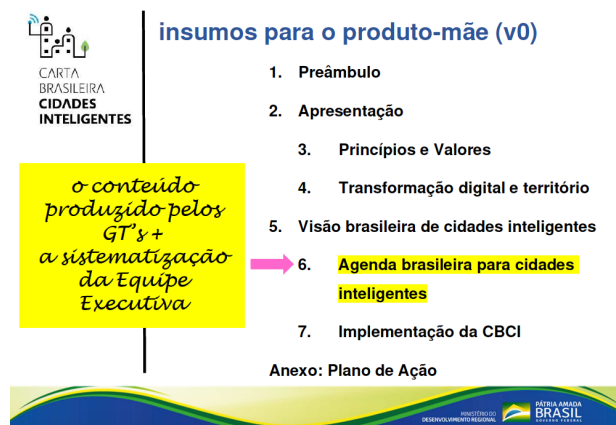 insumos para o produto-mãe (v0)
CARTA
BRASILEIRA
CIDADES
INTELIGENTES
1. Preâmbulo
2. Apresentação
3. Princípios e Valores
4. Transformação digital e território
5. Visão brasileira de cidades inteligentes
6. Agenda brasileira para cidades
inteligentes
7. Implementação da CBCI
Anexo: Plano de Ação
o conteúdo
produzido pelos
GT's +
a sistematização
da Equipe
Executiva
MINISTÉRIO DO
DESENVOLVIMENTO REGIONAL
PÁTRIA AMADA
BRASIL
GOVERNO FEDERAL